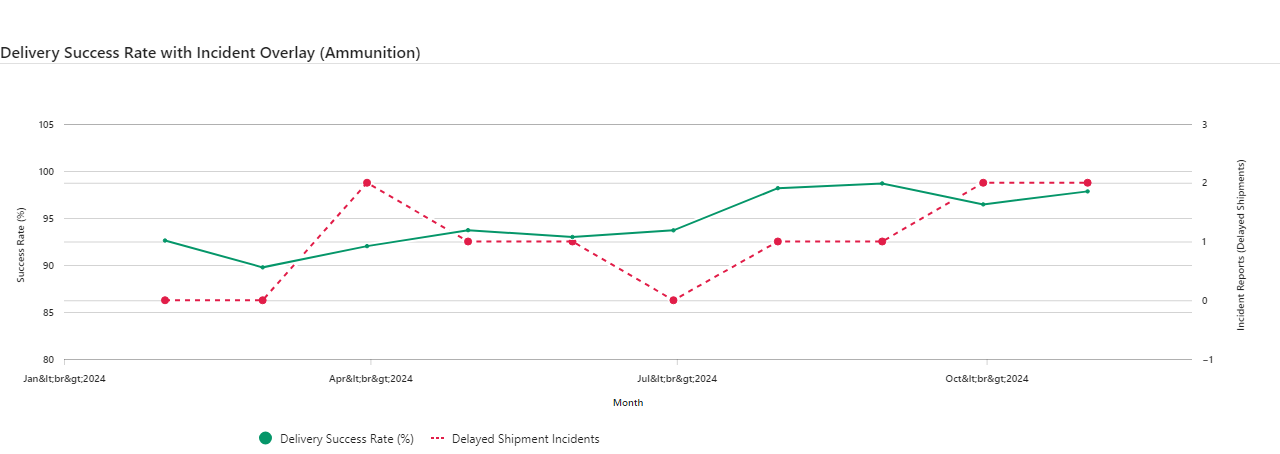 Delivery Success Rate with Incident Overlay (Ammunition)
105
100
95
90
85
80
Success Rate (%)
3
2
1
0
−1
Incident Reports (Delayed Shipments)
Jan&lt;br&gt;2024 Apr&lt;br&gt;2024 Jul&lt;br&gt;2024 Oct&lt;br&gt;2024
Month
Delivery Success Rate (%) Delayed Shipment Incidents